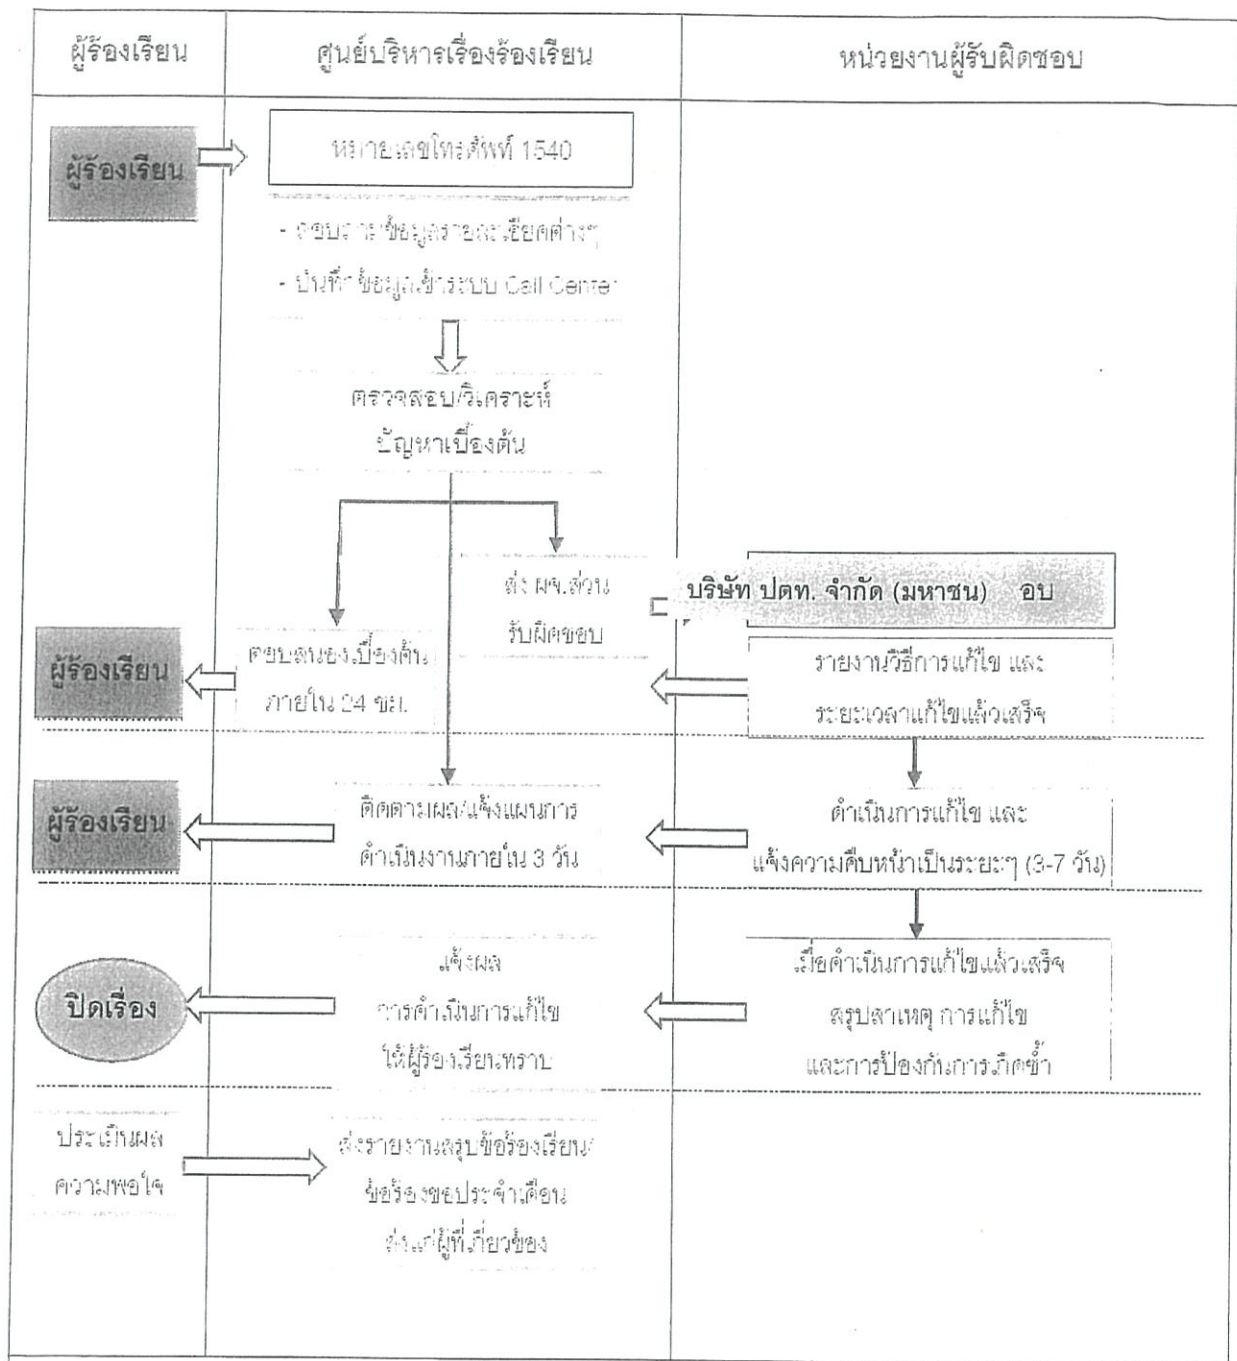 ผู้ร้องเรียน
ศูนย์บริหารเรื่องร้องเรียน
หน่วยงานผู้รับผิดชอบ
ผู้ร้องเรียน
หมายเลขโทรศัพท์ 1540
- สอบถามข้อมูลรายละเอียดต่างๆ
- บันทึกข้อมูลเข้าระบบ Call Center
ตรวจสอบ/วิเคราะห์
ปัญหาเบื้องต้น
ส่ง ผจ.ส่วน
รับผิดชอบ
บริษัท ปตท. จำกัด (มหาชน) อบ
ผู้ร้องเรียน
ตอบสนองเบื้องต้น
ภายใน 24 ชม.
รายงานวิธีการแก้ไข และ
ระยะเวลาแก้ไขแล้วเสร็จ
ผู้ร้องเรียน
ติดตามผล/แจ้งแผนการ
ดำเนินงานภายใน 3 วัน
ดำเนินการแก้ไข และ
แจ้งความคืบหน้าเป็นระยะๆ (3-7 วัน)
ปิดเรื่อง
แจ้งผล
การดำเนินการแก้ไข
ให้ผู้ร้องเรียนทราบ
เมื่อดำเนินการแก้ไขแล้วเสร็จ
สรุปสาเหตุ การแก้ไข
และการป้องกันการเกิดซ้ำ
ประเมินผล
ความพอใจ
ส่งรายงานสรุปข้อร้องเรียน/
ข้อร้องขอประจำเดือน
ส่งแก่ผู้ที่เกี่ยวข้อง